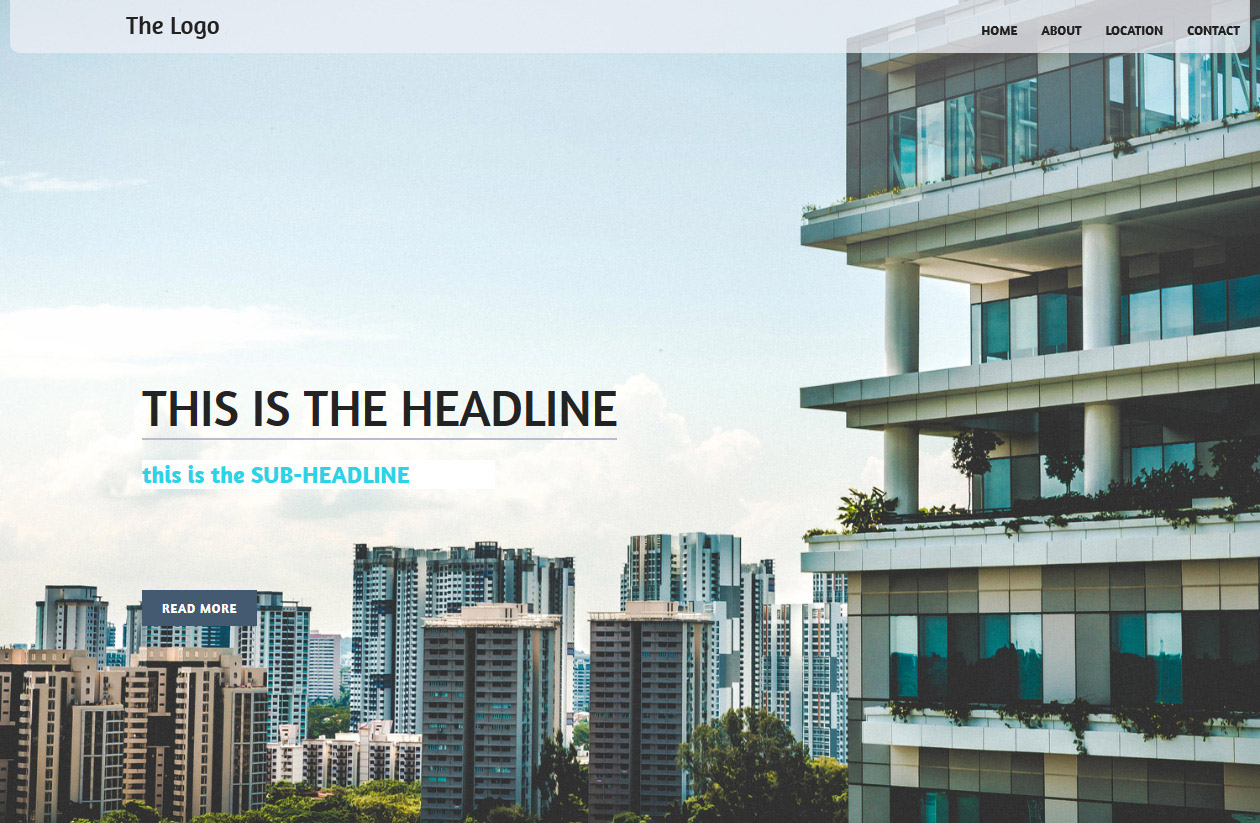 The Logo
HOME ABOUT LOCATION CONTACT
THIS IS THE HEADLINE
this is the SUB-HEADLINE
READ MORE